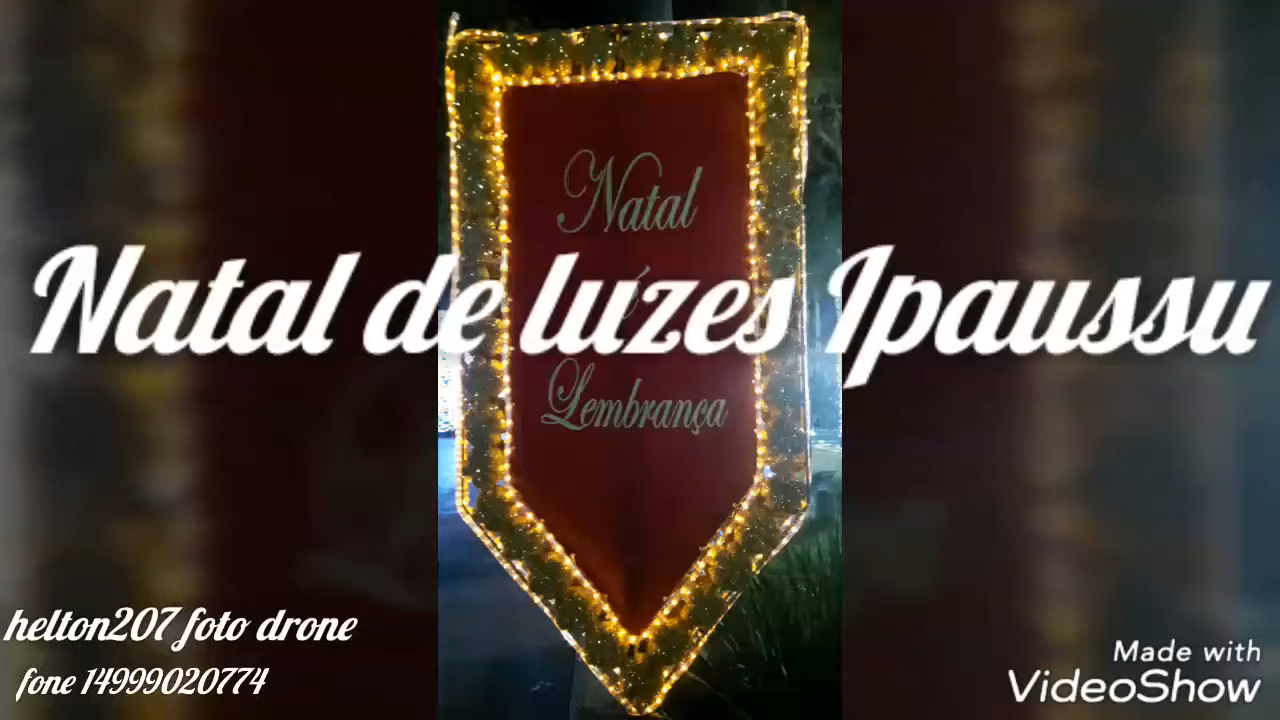 Natal
é
Natal de luzes Ipaussu
Lembrança
helton207 foto drone
fone 14999020774
Made with
VideoShow